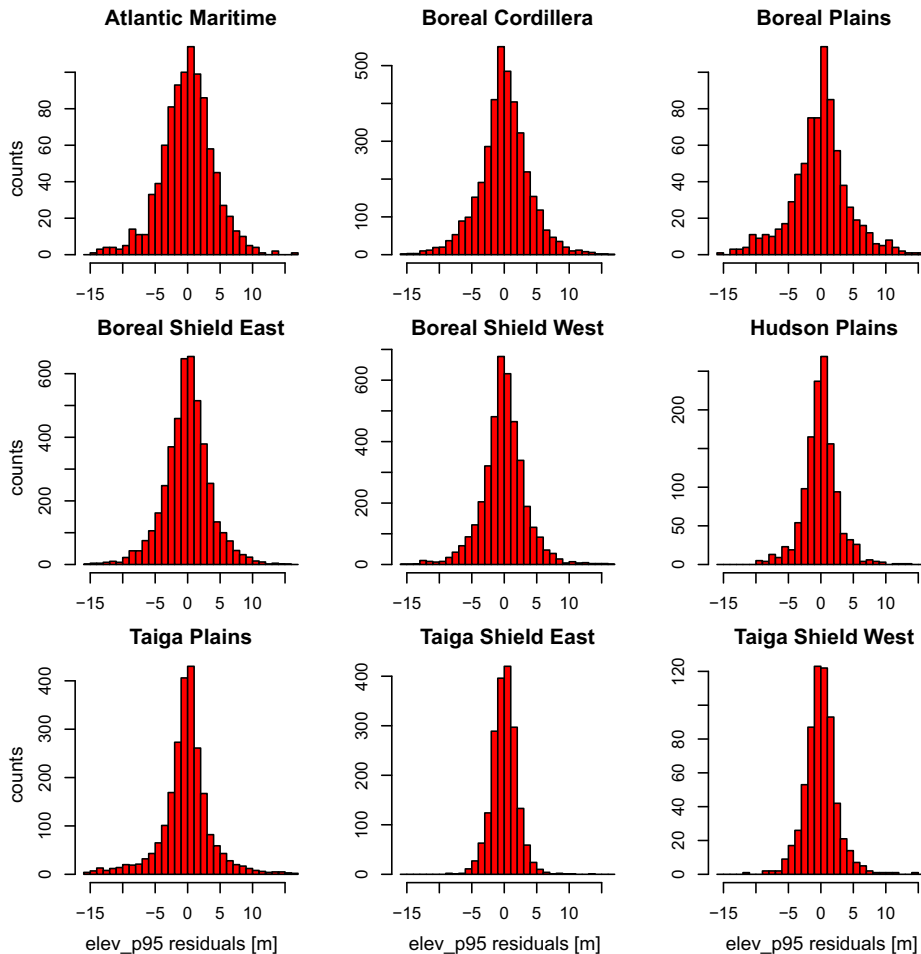 Atlantic Maritime
Boreal Cordillera
Boreal Plains
counts
0 20 40 60 80
0 100 300 500
0 20 40 60 80
−15 −5 0 5 10
−15 −5 0 5 10
−15 −5 0 5 10
Boreal Shield East
Boreal Shield West
Hudson Plains
counts
0 200 400 600
0 200 400 600
0 50 100 200
−15 −5 0 5 10
−15 −5 0 5 10
−15 −5 0 5 10
Taiga Plains
Taiga Shield East
Taiga Shield West
counts
0 100 200 300 400
0 100 200 300 400
0 20 40 60 80 120
−15 −5 0 5 10
−15 −5 0 5 10
−15 −5 0 5 10
elev_p95 residuals [m]
elev_p95 residuals [m]
elev_p95 residuals [m]